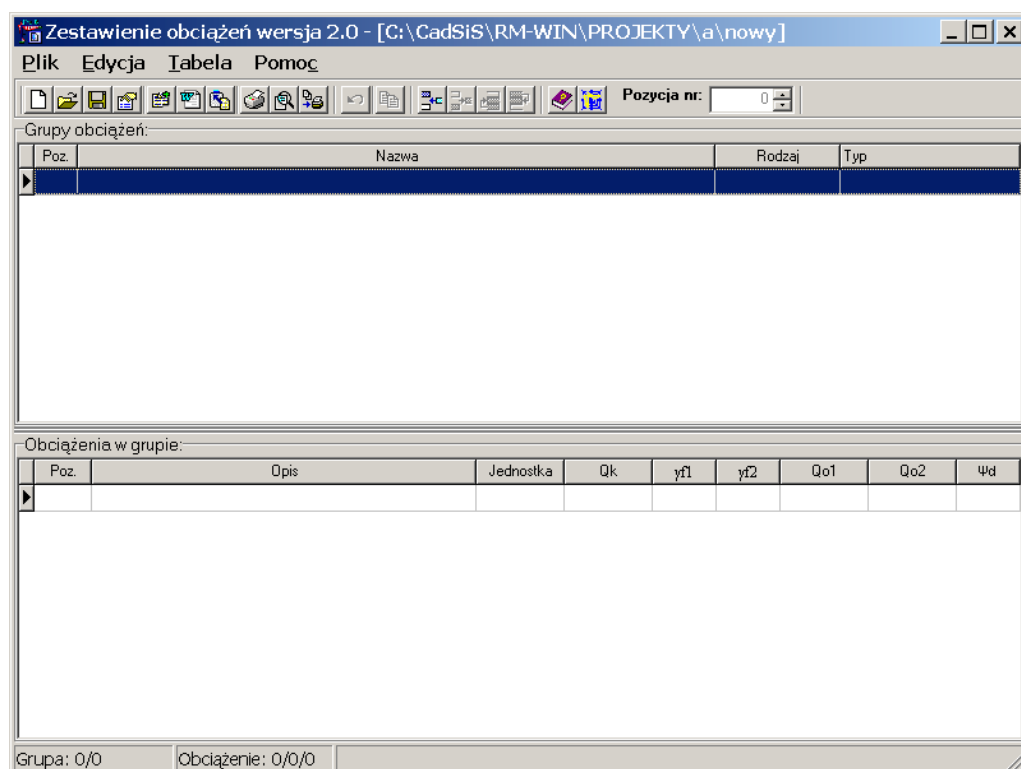 Zestawienie obciążeń wersja 2.0 - [C:\CadSiS\RM-WIN\PROJEKTY\a\nowy]
Plik Edycja Tabela Pomoc
Pozycja nr: 0
Grupy obciążeń:
Poz. Nazwa Rodzaj Typ
Obciążenia w grupie:
Poz. Opis Jednostka Qk γf1 γf2 Qo1 Qo2 Ψd
Grupa: 0/0 Obciążenie: 0/0/0